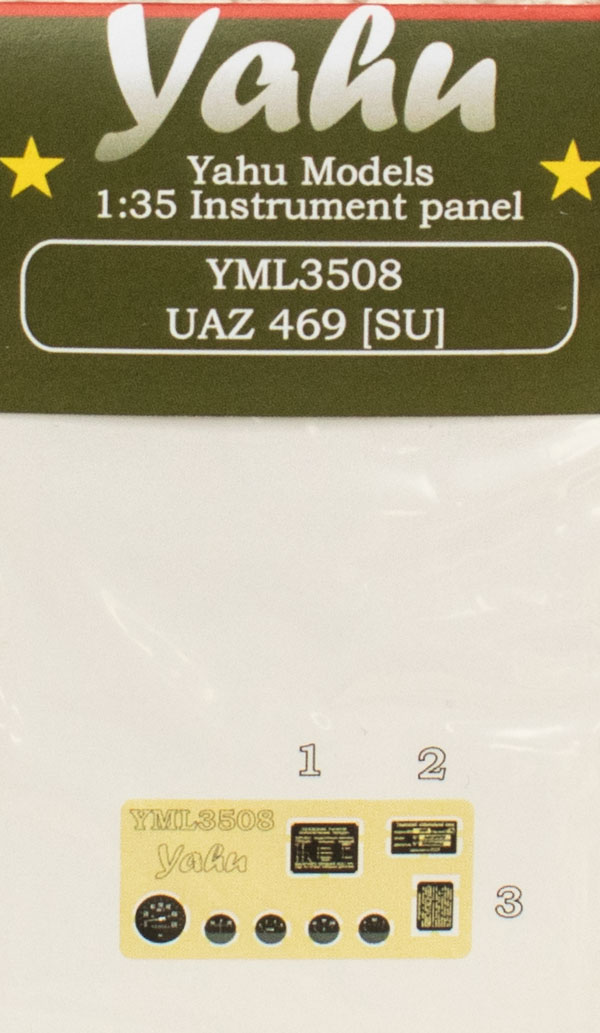 Yahu
Yahu Models
1:35 Instrument panel
YML3508
UAZ 469 [SU]
1
2
YML3508
Yahu
3